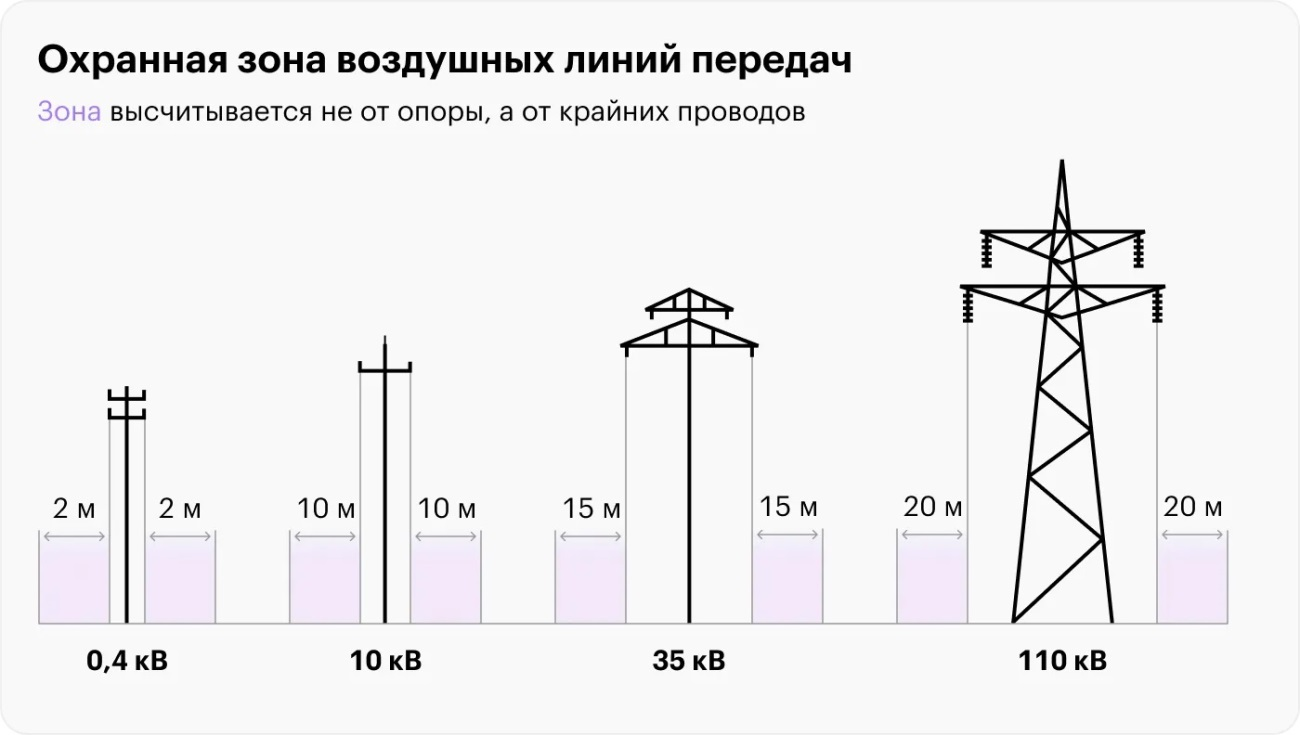 Охранная зона воздушных линий передач
Зона высчитывается не от опоры, а от крайних проводов
2 м 2 м 10 м 10 м 15 м 15 м 20 м 20 м
0,4 кВ 10 кВ 35 кВ 110 кВ